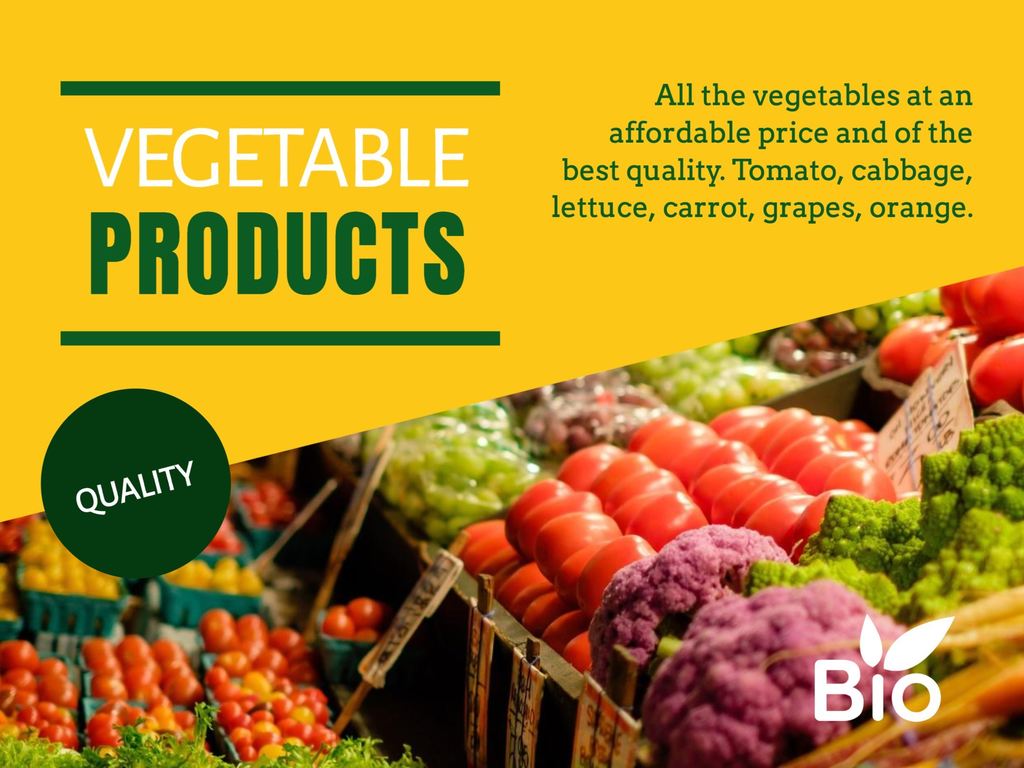 VEGETABLE
PRODUCTS
All the vegetables at an
affordable price and of the
best quality. Tomato, cabbage,
lettuce, carrot, grapes, orange.
QUALITY
Bio